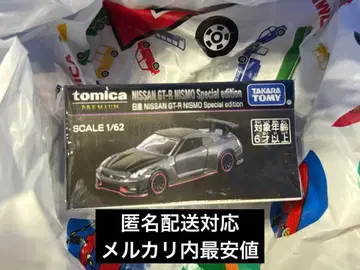 tomica
PREMIUM
NISSAN GT-R NISMO Special edition
日産 NISSAN GT-R NISMO Special edition
TAKARA
TOMY
SCALE 1/62
対象年齢
6才以上
匿名配送対応
メルカリ内最安値